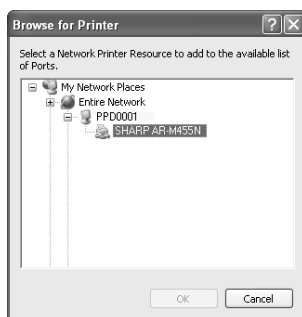 Browse for Printer
Select a Network Printer Resource to add to the available list
of Ports.
My Network Places
Entire Network
PPD0001
SHARP AR-M455N
OK
Cancel